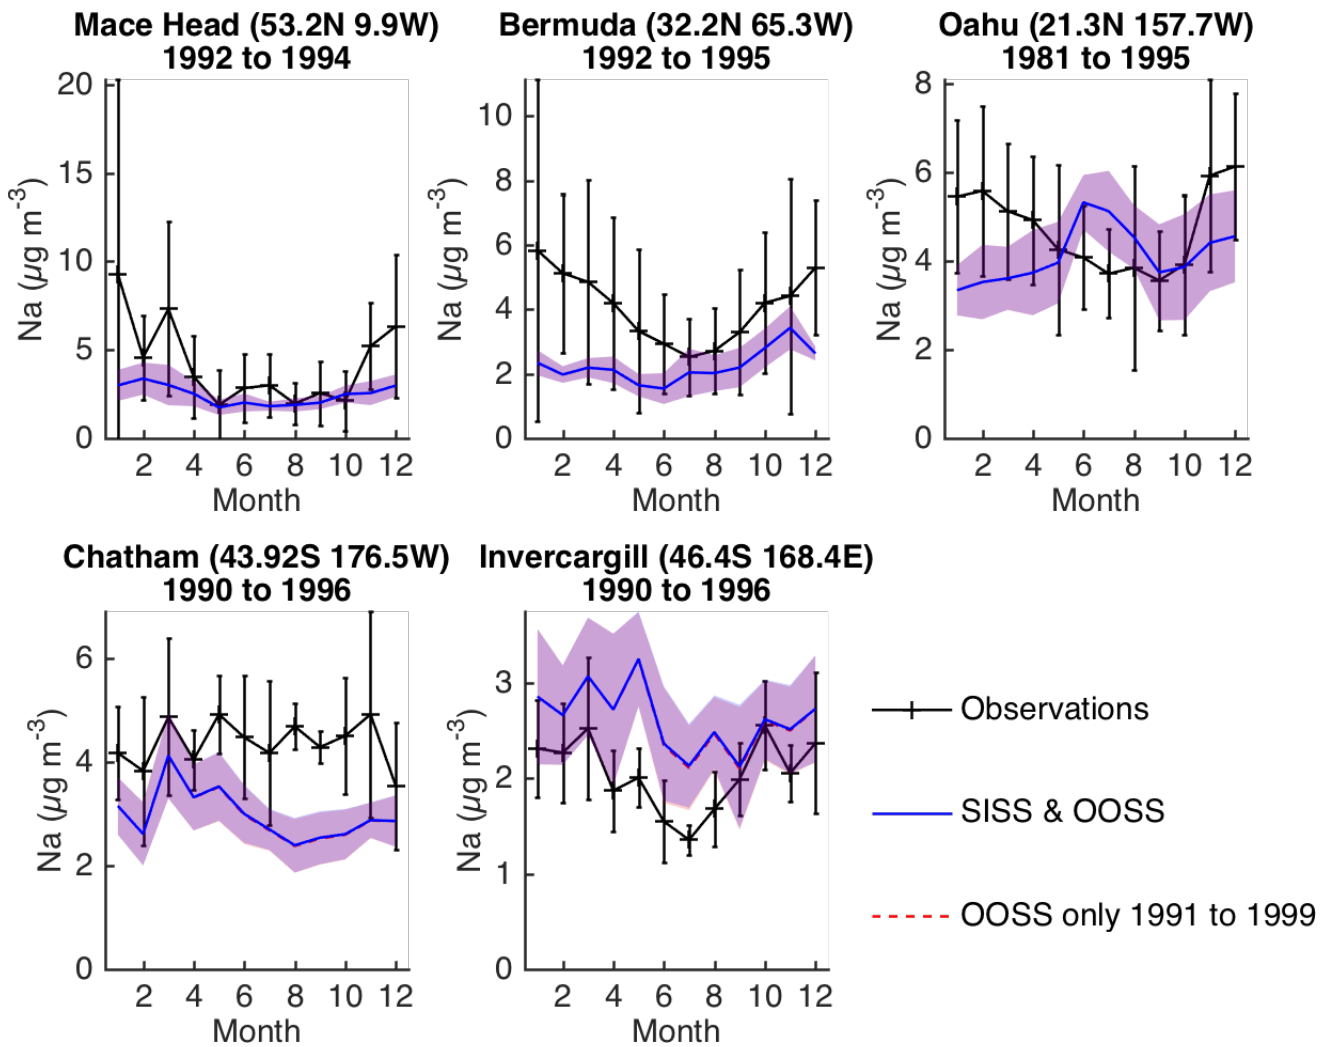 Mace Head (53.2N 9.9W)
1992 to 1994
20
15
10
5
0
Na (µg m⁻³)
2 4 6 8 10 12
Month
Bermuda (32.2N 65.3W)
1992 to 1995
10
8
6
4
2
0
Na (µg m⁻³)
2 4 6 8 10 12
Month
Oahu (21.3N 157.7W)
1981 to 1995
8
6
4
2
0
Na (µg m⁻³)
2 4 6 8 10 12
Month
Chatham (43.92S 176.5W)
1990 to 1996
6
4
2
0
Na (µg m⁻³)
2 4 6 8 10 12
Month
Invercargill (46.4S 168.4E)
1990 to 1996
3
2
1
0
Na (µg m⁻³)
2 4 6 8 10 12
Month
Observations
SISS & OOSS
OOSS only 1991 to 1999